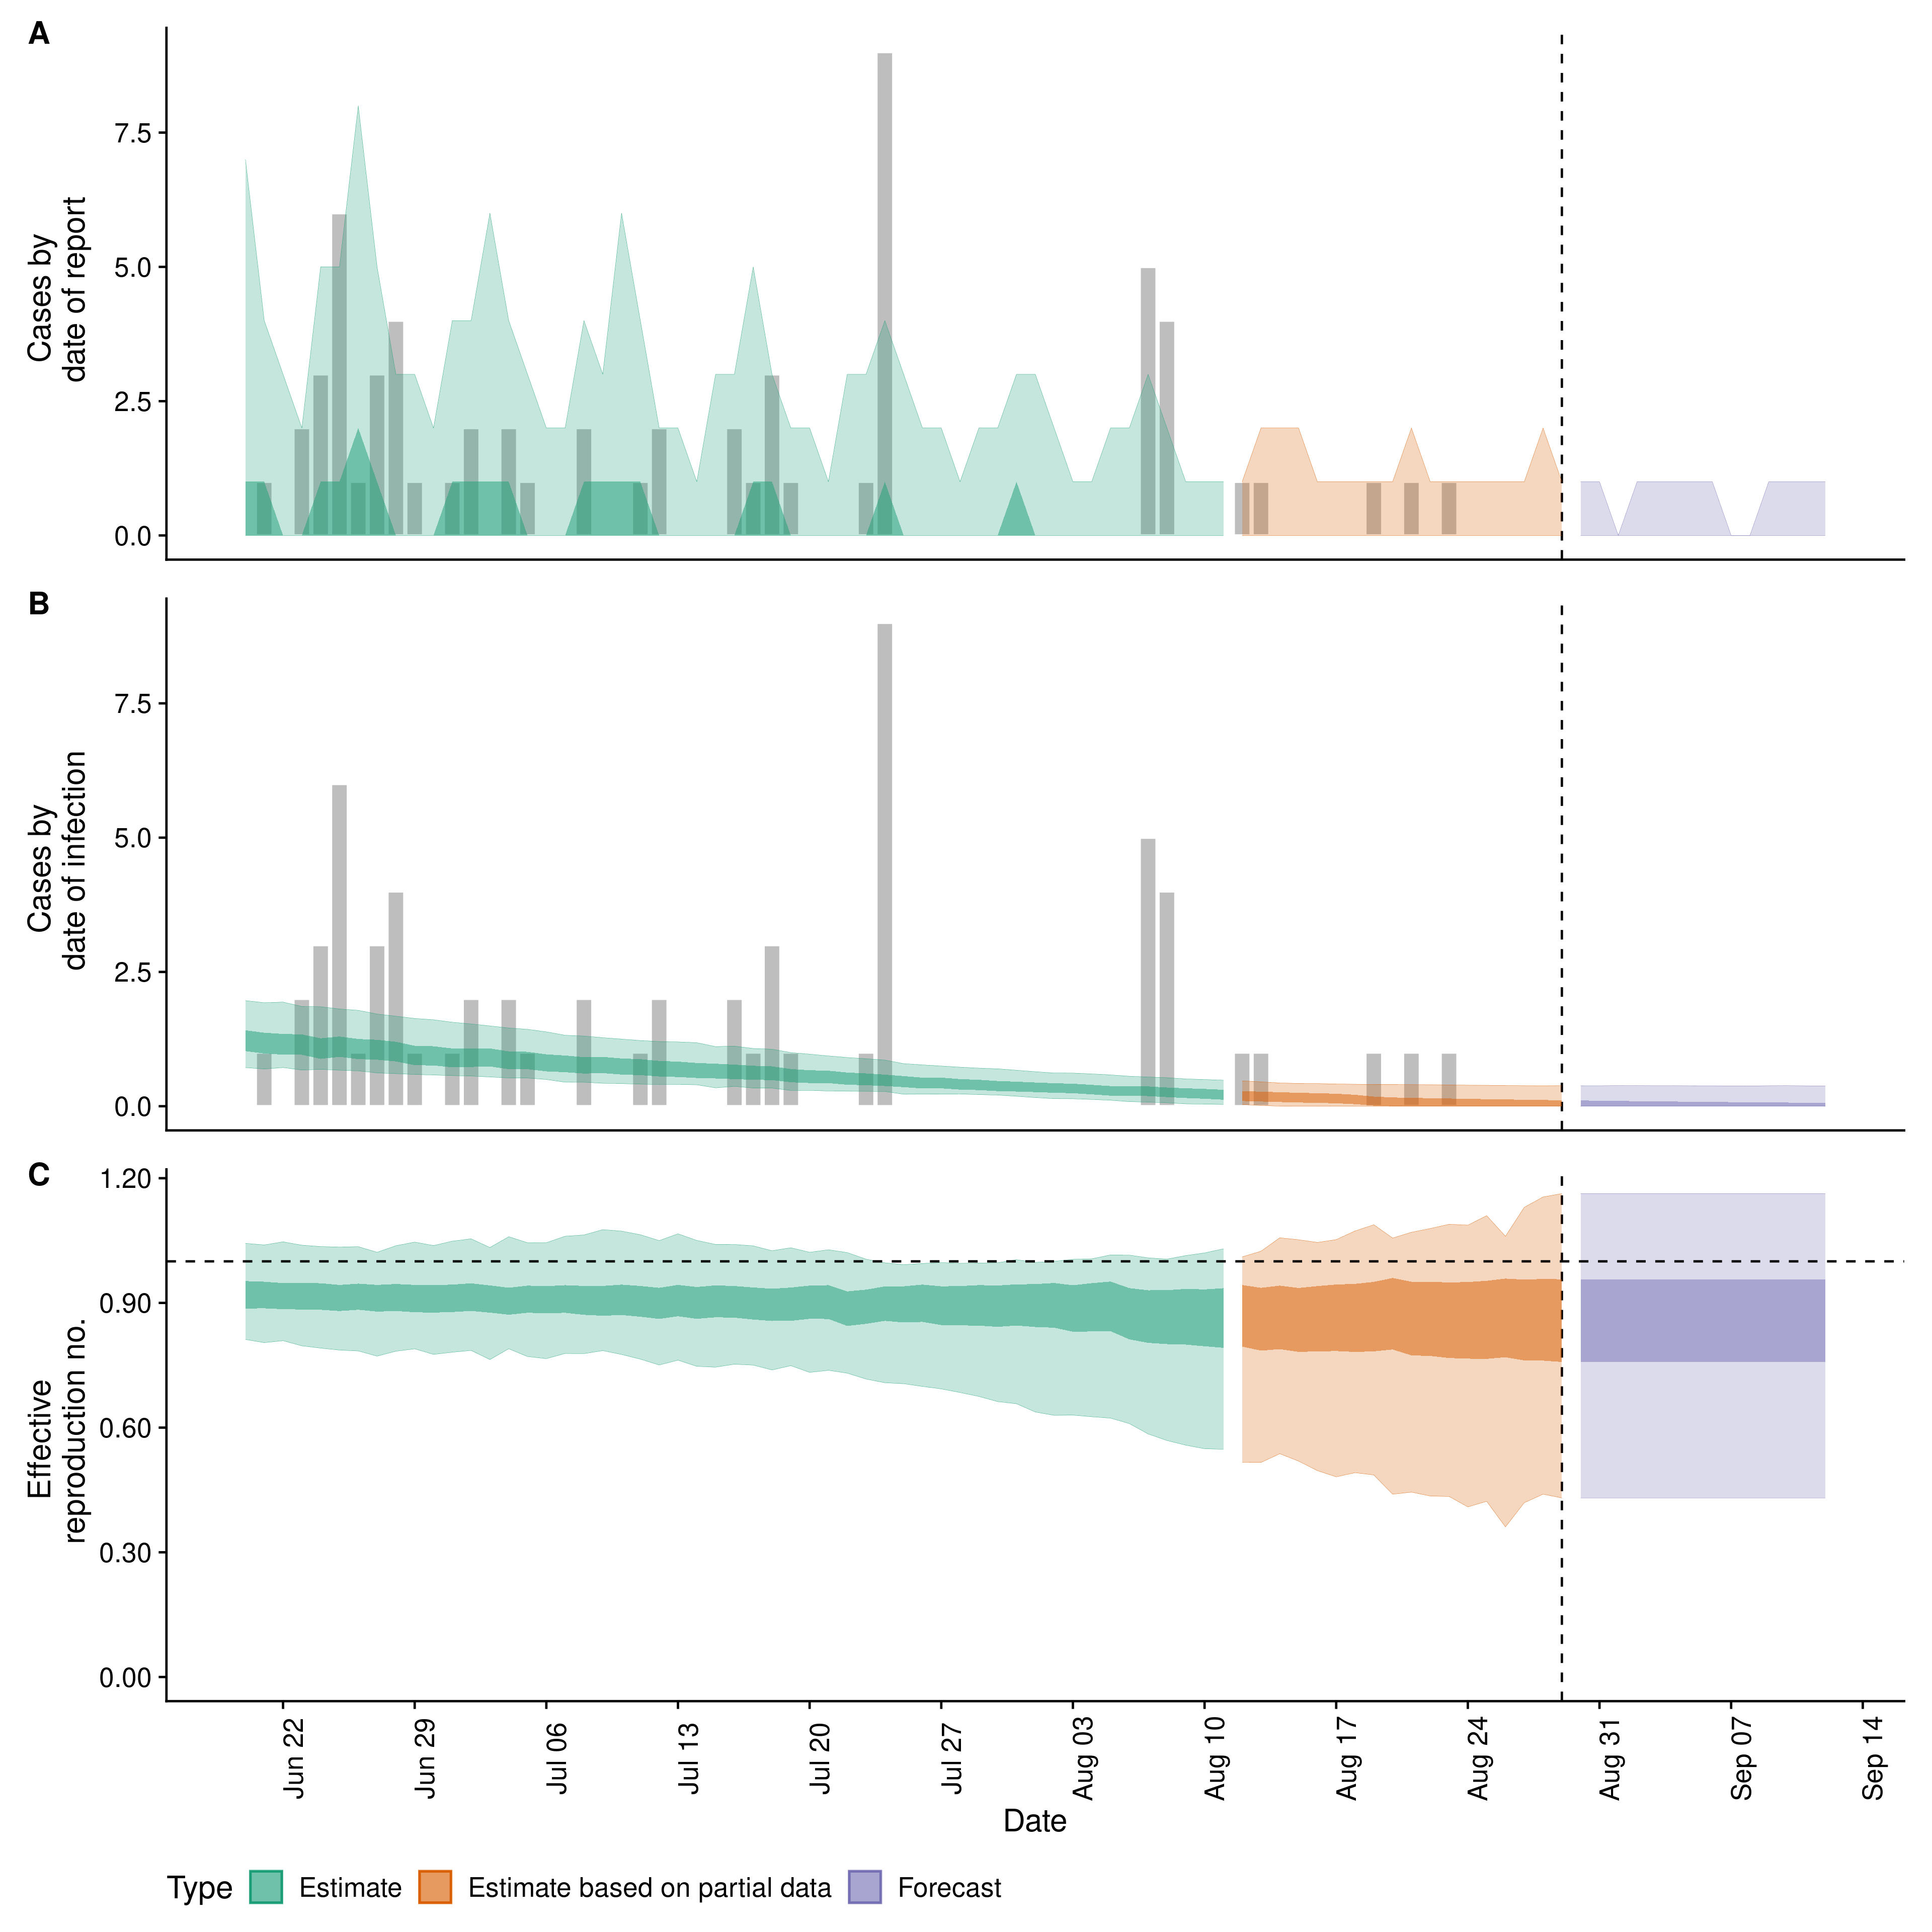 A
Cases by
date of report
7.5
5.0
2.5
0.0
B
Cases by
date of infection
7.5
5.0
2.5
0.0
C
Effective
reproduction no.
1.20
0.90
0.60
0.30
0.00
Jun 22
Jun 29
Jul 06
Jul 13
Jul 20
Jul 27
Aug 03
Aug 10
Aug 17
Aug 24
Aug 31
Sep 07
Sep 14
Date
Type Estimate Estimate based on partial data Forecast